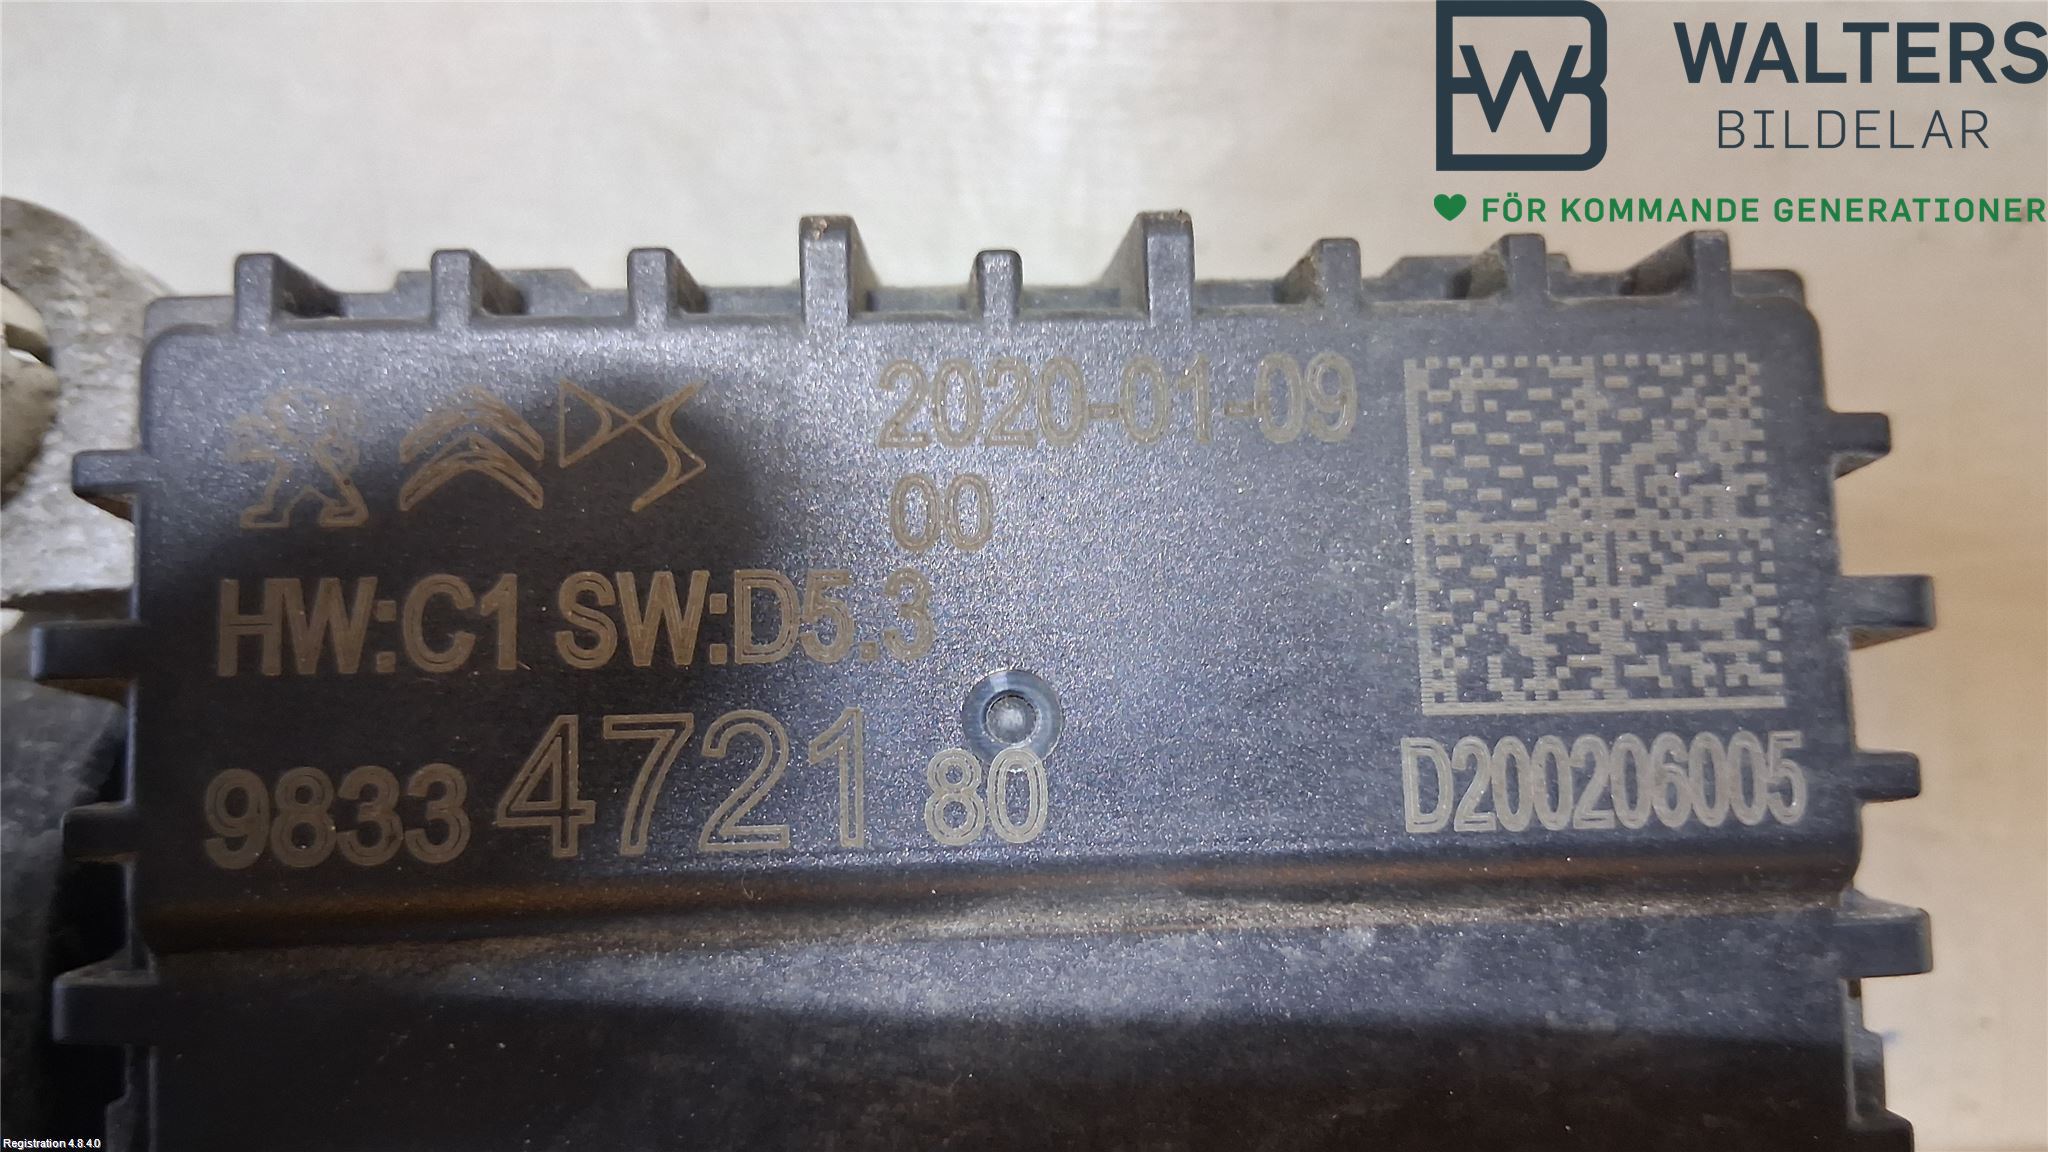 WALTERS
BILDELAR
FÖR KOMMANDE GENERATIONER
2020-01-09
00
HW:C1 SW:D5.3
9833 4721 80
D200206005
Registration 4.8.4.0